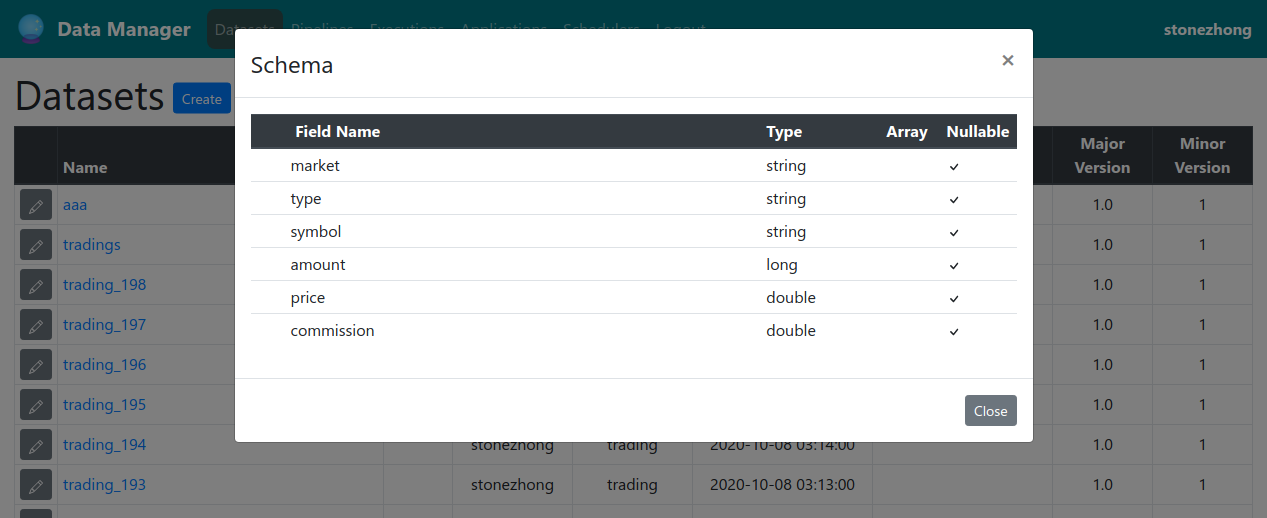 Data Manager Datasets Pipelines Executions Applications Schedulers Logout stonezhong
Datasets Create
Name Major Version Minor Version
Schema ×
Field Name Type Array Nullable
market string ✓
type string ✓
symbol string ✓
amount long ✓
price double ✓
commission double ✓
Close
aaa 1.0 1
tradings 1.0 1
trading_198 1.0 1
trading_197 1.0 1
trading_196 1.0 1
trading_195 1.0 1
trading_194 stonezhong trading 2020-10-08 03:14:00 1.0 1
trading_193 stonezhong trading 2020-10-08 03:13:00 1.0 1